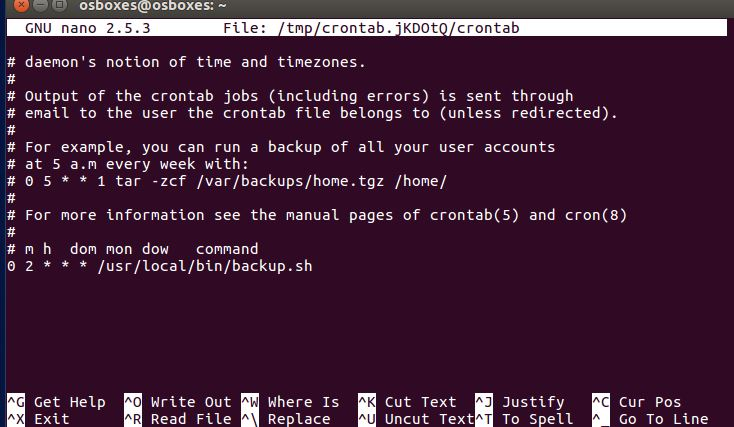 osboxes@osboxes: ~
GNU nano 2.5.3 File: /tmp/crontab.jKDOtQ/crontab
# daemon's notion of time and timezones.
#
# Output of the crontab jobs (including errors) is sent through
# email to the user the crontab file belongs to (unless redirected).
#
# For example, you can run a backup of all your user accounts
# at 5 a.m every week with:
# 0 5 * * 1 tar -zcf /var/backups/home.tgz /home/
#
# For more information see the manual pages of crontab(5) and cron(8)
#
# m h  dom mon dow   command
0 2 * * * /usr/local/bin/backup.sh
^G Get Help ^O Write Out ^W Where Is ^K Cut Text ^J Justify ^C Cur Pos
^X Exit ^R Read File ^\ Replace ^U Uncut Text ^T To Spell ^_ Go To Line